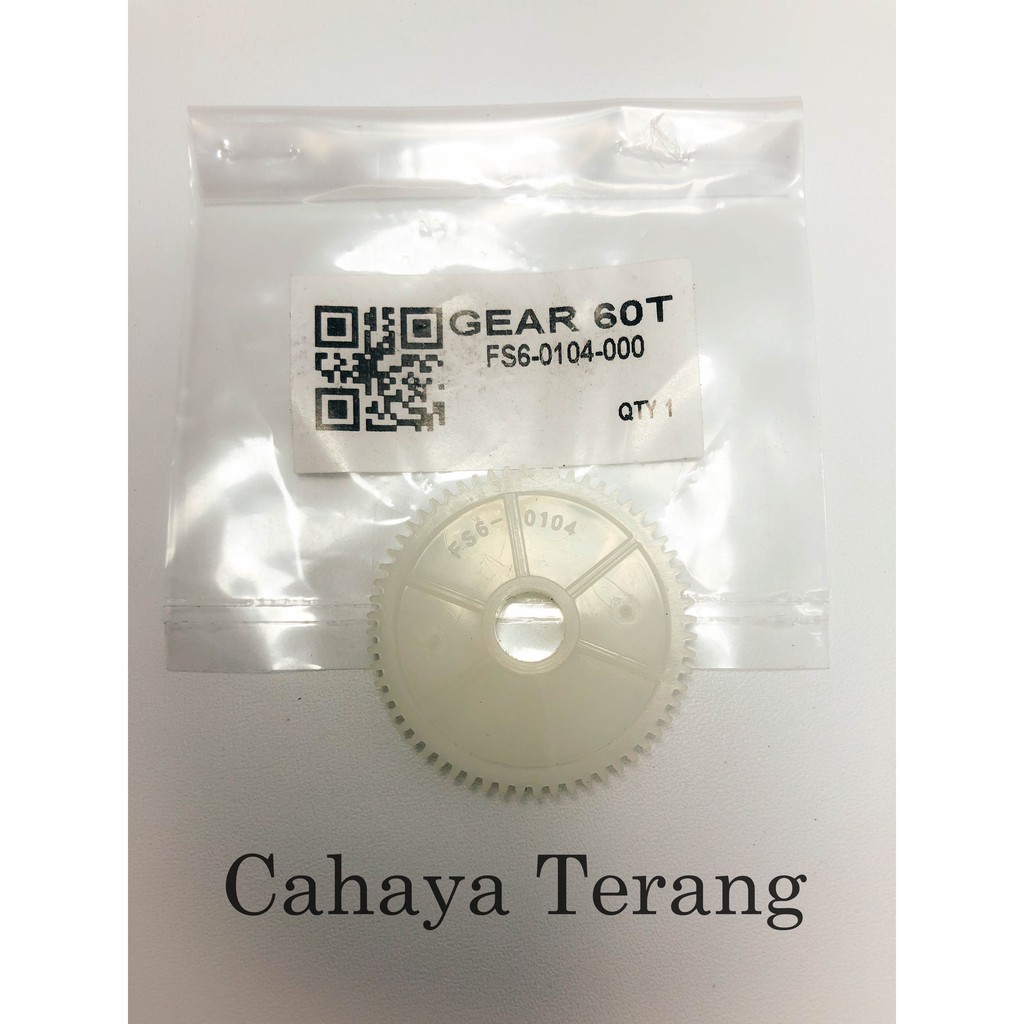 GEAR 60T
FS6-0104-000
QTY 1
FS6-0104
Cahaya Terang